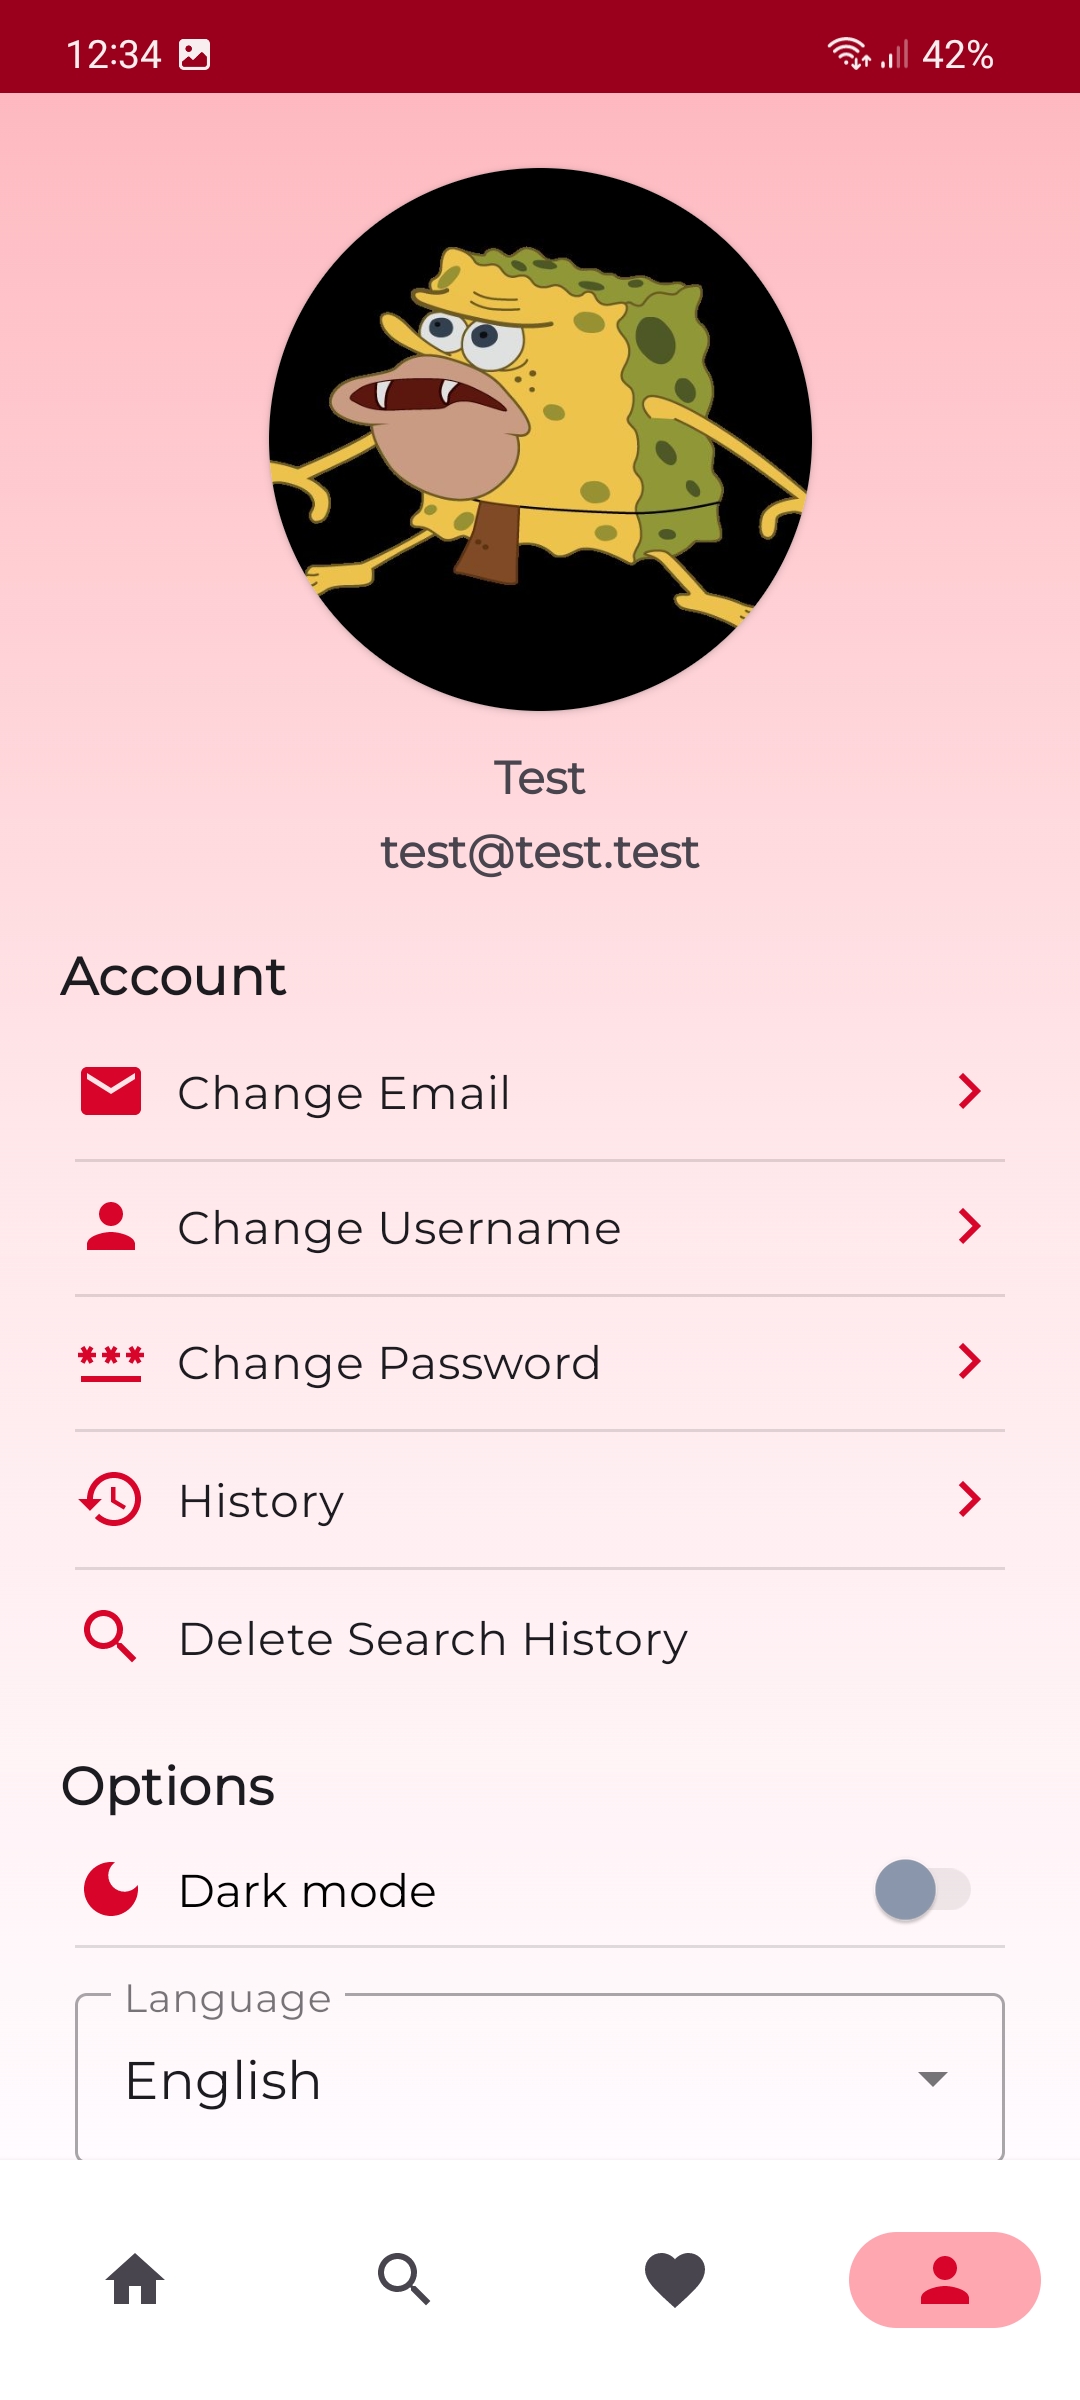 12:34 42%
Test
test@test.test
Account
Change Email
Change Username
Change Password
History
Delete Search History
Options
Dark mode
Language
English